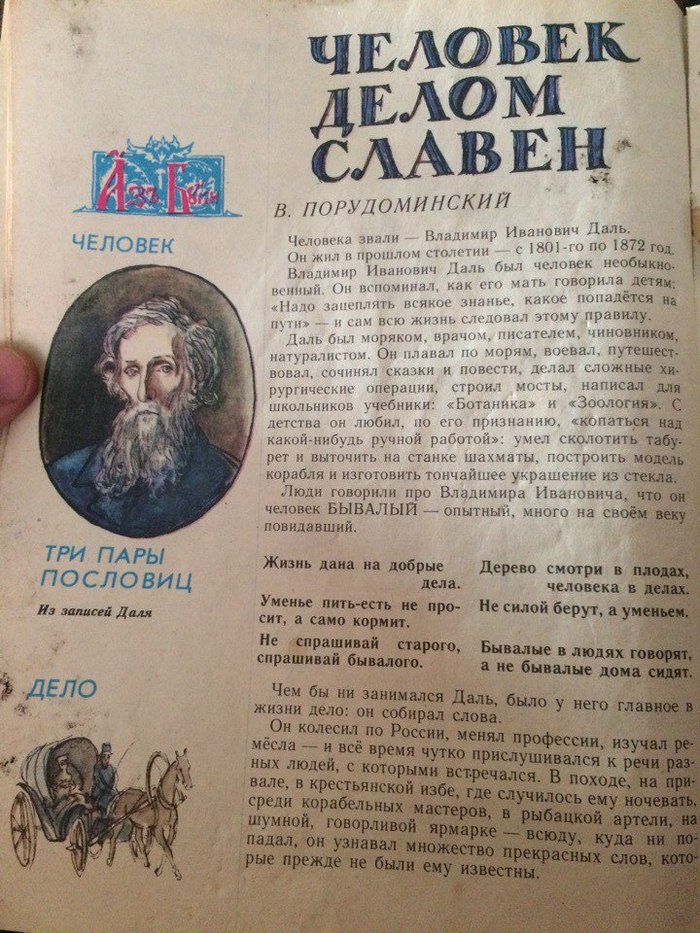 ЧЕЛОВЕК
ДЕЛОМ
СЛАВЕН
В. ПОРУДОМИНСКИЙ
Азъ Буки
ЧЕЛОВЕК
Человека звали — Владимир Иванович Даль.
Он жил в прошлом столетии — с 1801-го по 1872 год.
Владимир Иванович Даль был человек необыкно-
венный. Он вспоминал, как его мать говорила детям:
«Надо зацеплять всякое знанье, какое попадётся на
пути» — и сам всю жизнь следовал этому правилу.
Даль был моряком, врачом, писателем, чиновником,
натуралистом. Он плавал по морям, воевал, путешест-
вовал, сочинял сказки и повести, делал сложные хи-
рургические операции, строил мосты, написал для
школьников учебники: «Ботаника» и «Зоология». С
детства он любил, по его признанию, «копаться над
какой-нибудь ручной работой»: умел сколотить табу-
рет и выточить на станке шахматы, построить модель
корабля и изготовить тончайшее украшение из стекла.
Люди говорили про Владимира Ивановича, что он
человек БЫВАЛЫЙ — опытный, много на своём веку
повидавший.
ТРИ ПАРЫ
ПОСЛОВИЦ
Из записей Даля
Жизнь дана на добрые
дела.
Уменье пить-есть не про-
сит, а само кормит.
Не спрашивай старого,
спрашивай бывалого.
Дерево смотри в плодах,
человека в делах.
Не силой берут, а уменьем.
Бывалые в людях говорят,
а не бывалые дома сидят.
ДЕЛО
Чем бы ни занимался Даль, было у него главное в
жизни дело: он собирал слова.
Он колесил по России, менял профессии, изучал ре-
мёсла — и всё время чутко прислушивался к речи раз-
ных людей, с которыми встречался. В походе, на при-
вале, в крестьянской избе, где случилось ему ночевать,
среди корабельных мастеров, в рыбацкой артели, на
шумной, говорливой ярмарке — всюду, куда ни по-
падал, он узнавал множество прекрасных слов, кото-
рые прежде не были ему известны.